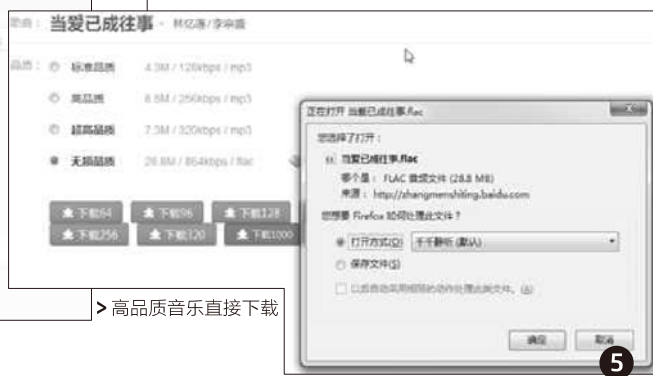 歌曲： 当爱已成往事 - 林忆莲/李宗盛
品质： 标准品质 4.3M / 128kbps / mp3
高品质 8.5M / 256kbps / mp3
超高品质 7.3M / 320kbps / mp3
无损品质 28.8M / 864kbps / flac
下载64 下载96 下载128
下载256 下载320 下载1000
>高品质音乐直接下载
正在打开 当爱已成往事.flac
您选择了打开：
当爱已成往事.flac
哪个是： FLAC 音频文件 (28.8 MB)
来源： http://zhangmenshiting.baidu.com
您想要 Firefox 如何处理此文件？
打开方式(O) 千千静听 (默认)
保存文件(S)
以后自动采用相同的动作处理此类文件。(A)
确定 取消
5